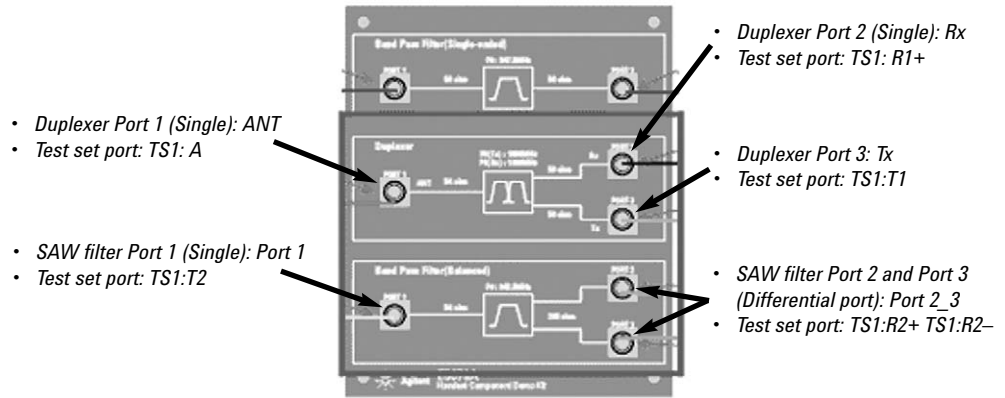 Band Pass Filter(Single-ended)
PORT 1
50 ohm
50 ohm
• Duplexer Port 2 (Single): Rx
• Test set port: TS1: R1+
• Duplexer Port 1 (Single): ANT
• Test set port: TS1: A
Duplexer
PORT 1
ANT
50 ohm
50 ohm
Rx
50 ohm
Tx
PORT 3
• Duplexer Port 3: Tx
• Test set port: TS1:T1
• SAW filter Port 1 (Single): Port 1
• Test set port: TS1:T2
Band Pass Filter(Balanced)
PORT 1
50 ohm
PORT 2
• SAW filter Port 2 and Port 3
(Differential port): Port 2_3
• Test set port: TS1:R2+ TS1:R2–
Agilent
Handset Component Demo Kit